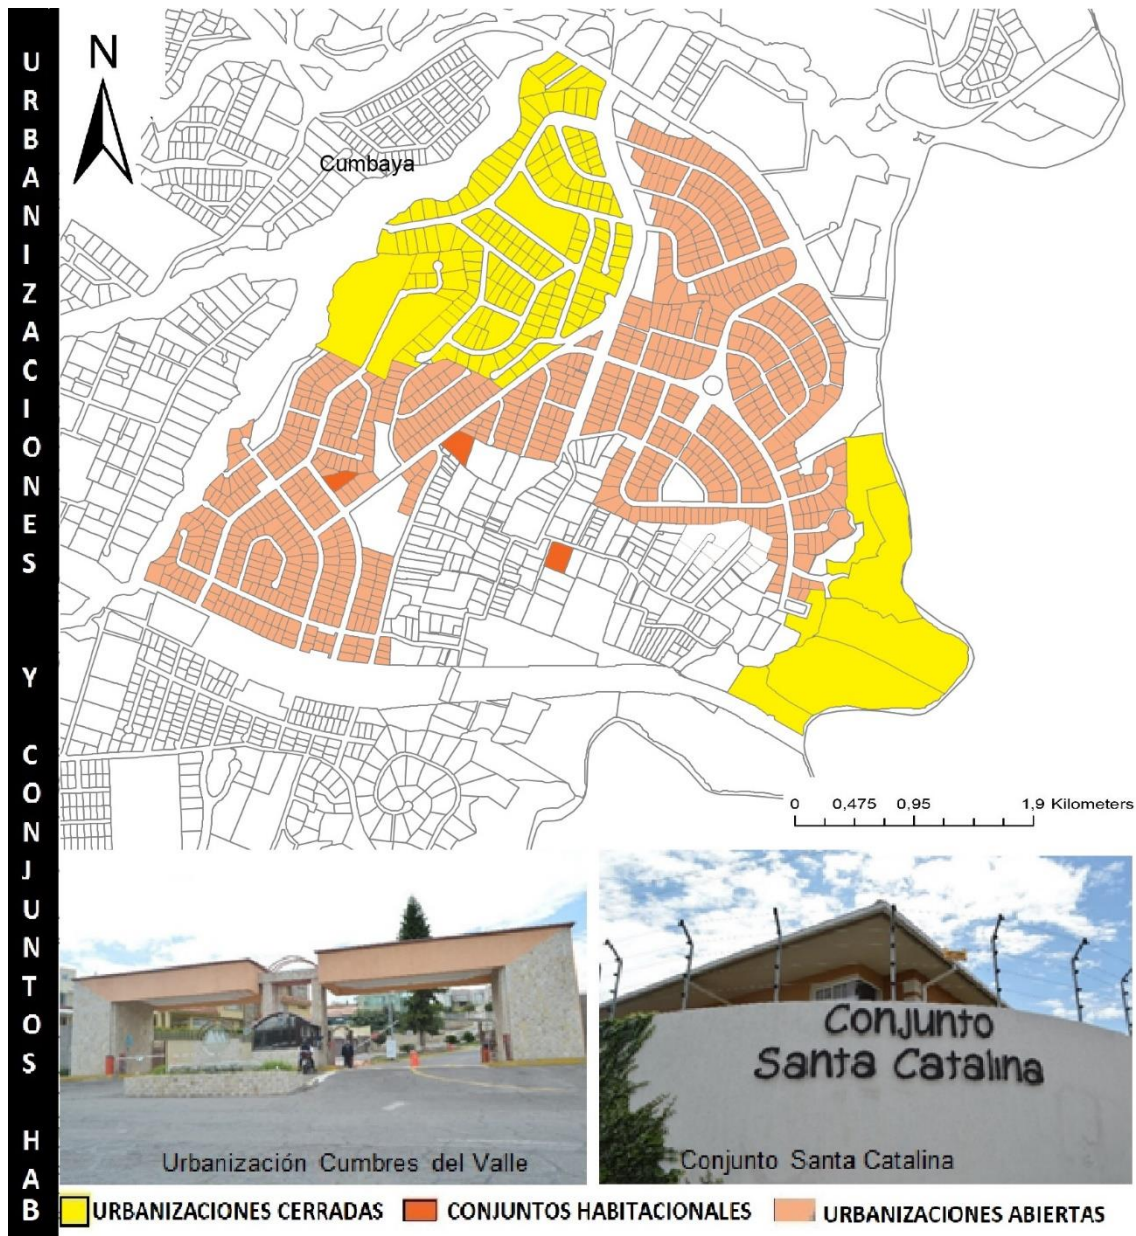 URBANIZACIONES Y CONJUNTOS HAB
N
Cumbaya
0 0,475 0,95 1,9 Kilometers
Conjunto
Santa Catalina
Urbanización Cumbres del Valle
Conjunto Santa Catalina
URBANIZACIONES CERRADAS CONJUNTOS HABITACIONALES URBANIZACIONES ABIERTAS